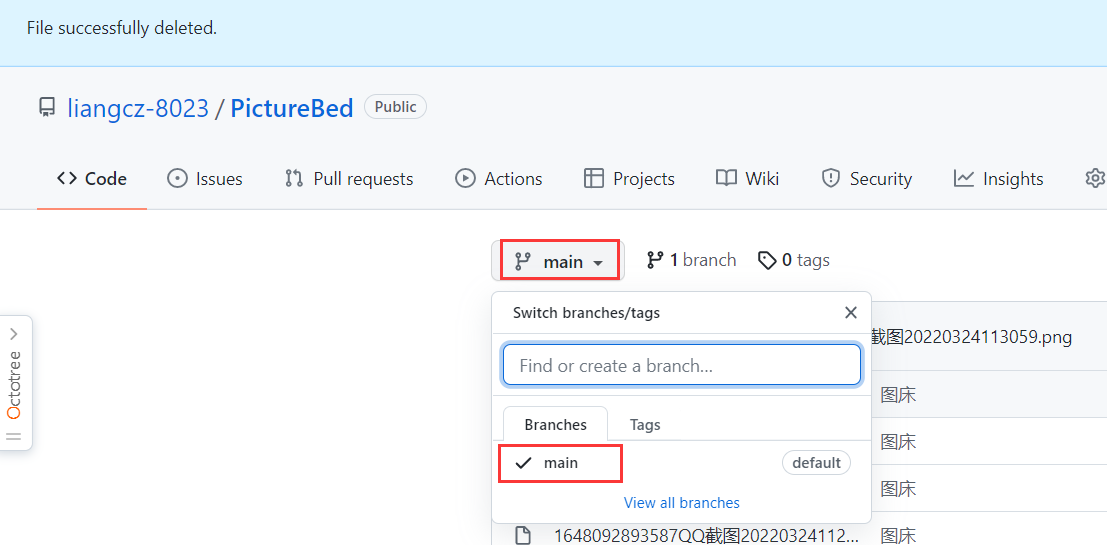 File successfully deleted.
liangcz-8023 / PictureBed Public
Code Issues Pull requests Actions Projects Wiki Security Insights
main 1 branch 0 tags
Switch branches/tags
截图20220324113059.png
Find or create a branch...
Octotree
图床
Branches Tags
图床
main default
图床
View all branches
1648092893587QQ截图20220324112... 图床